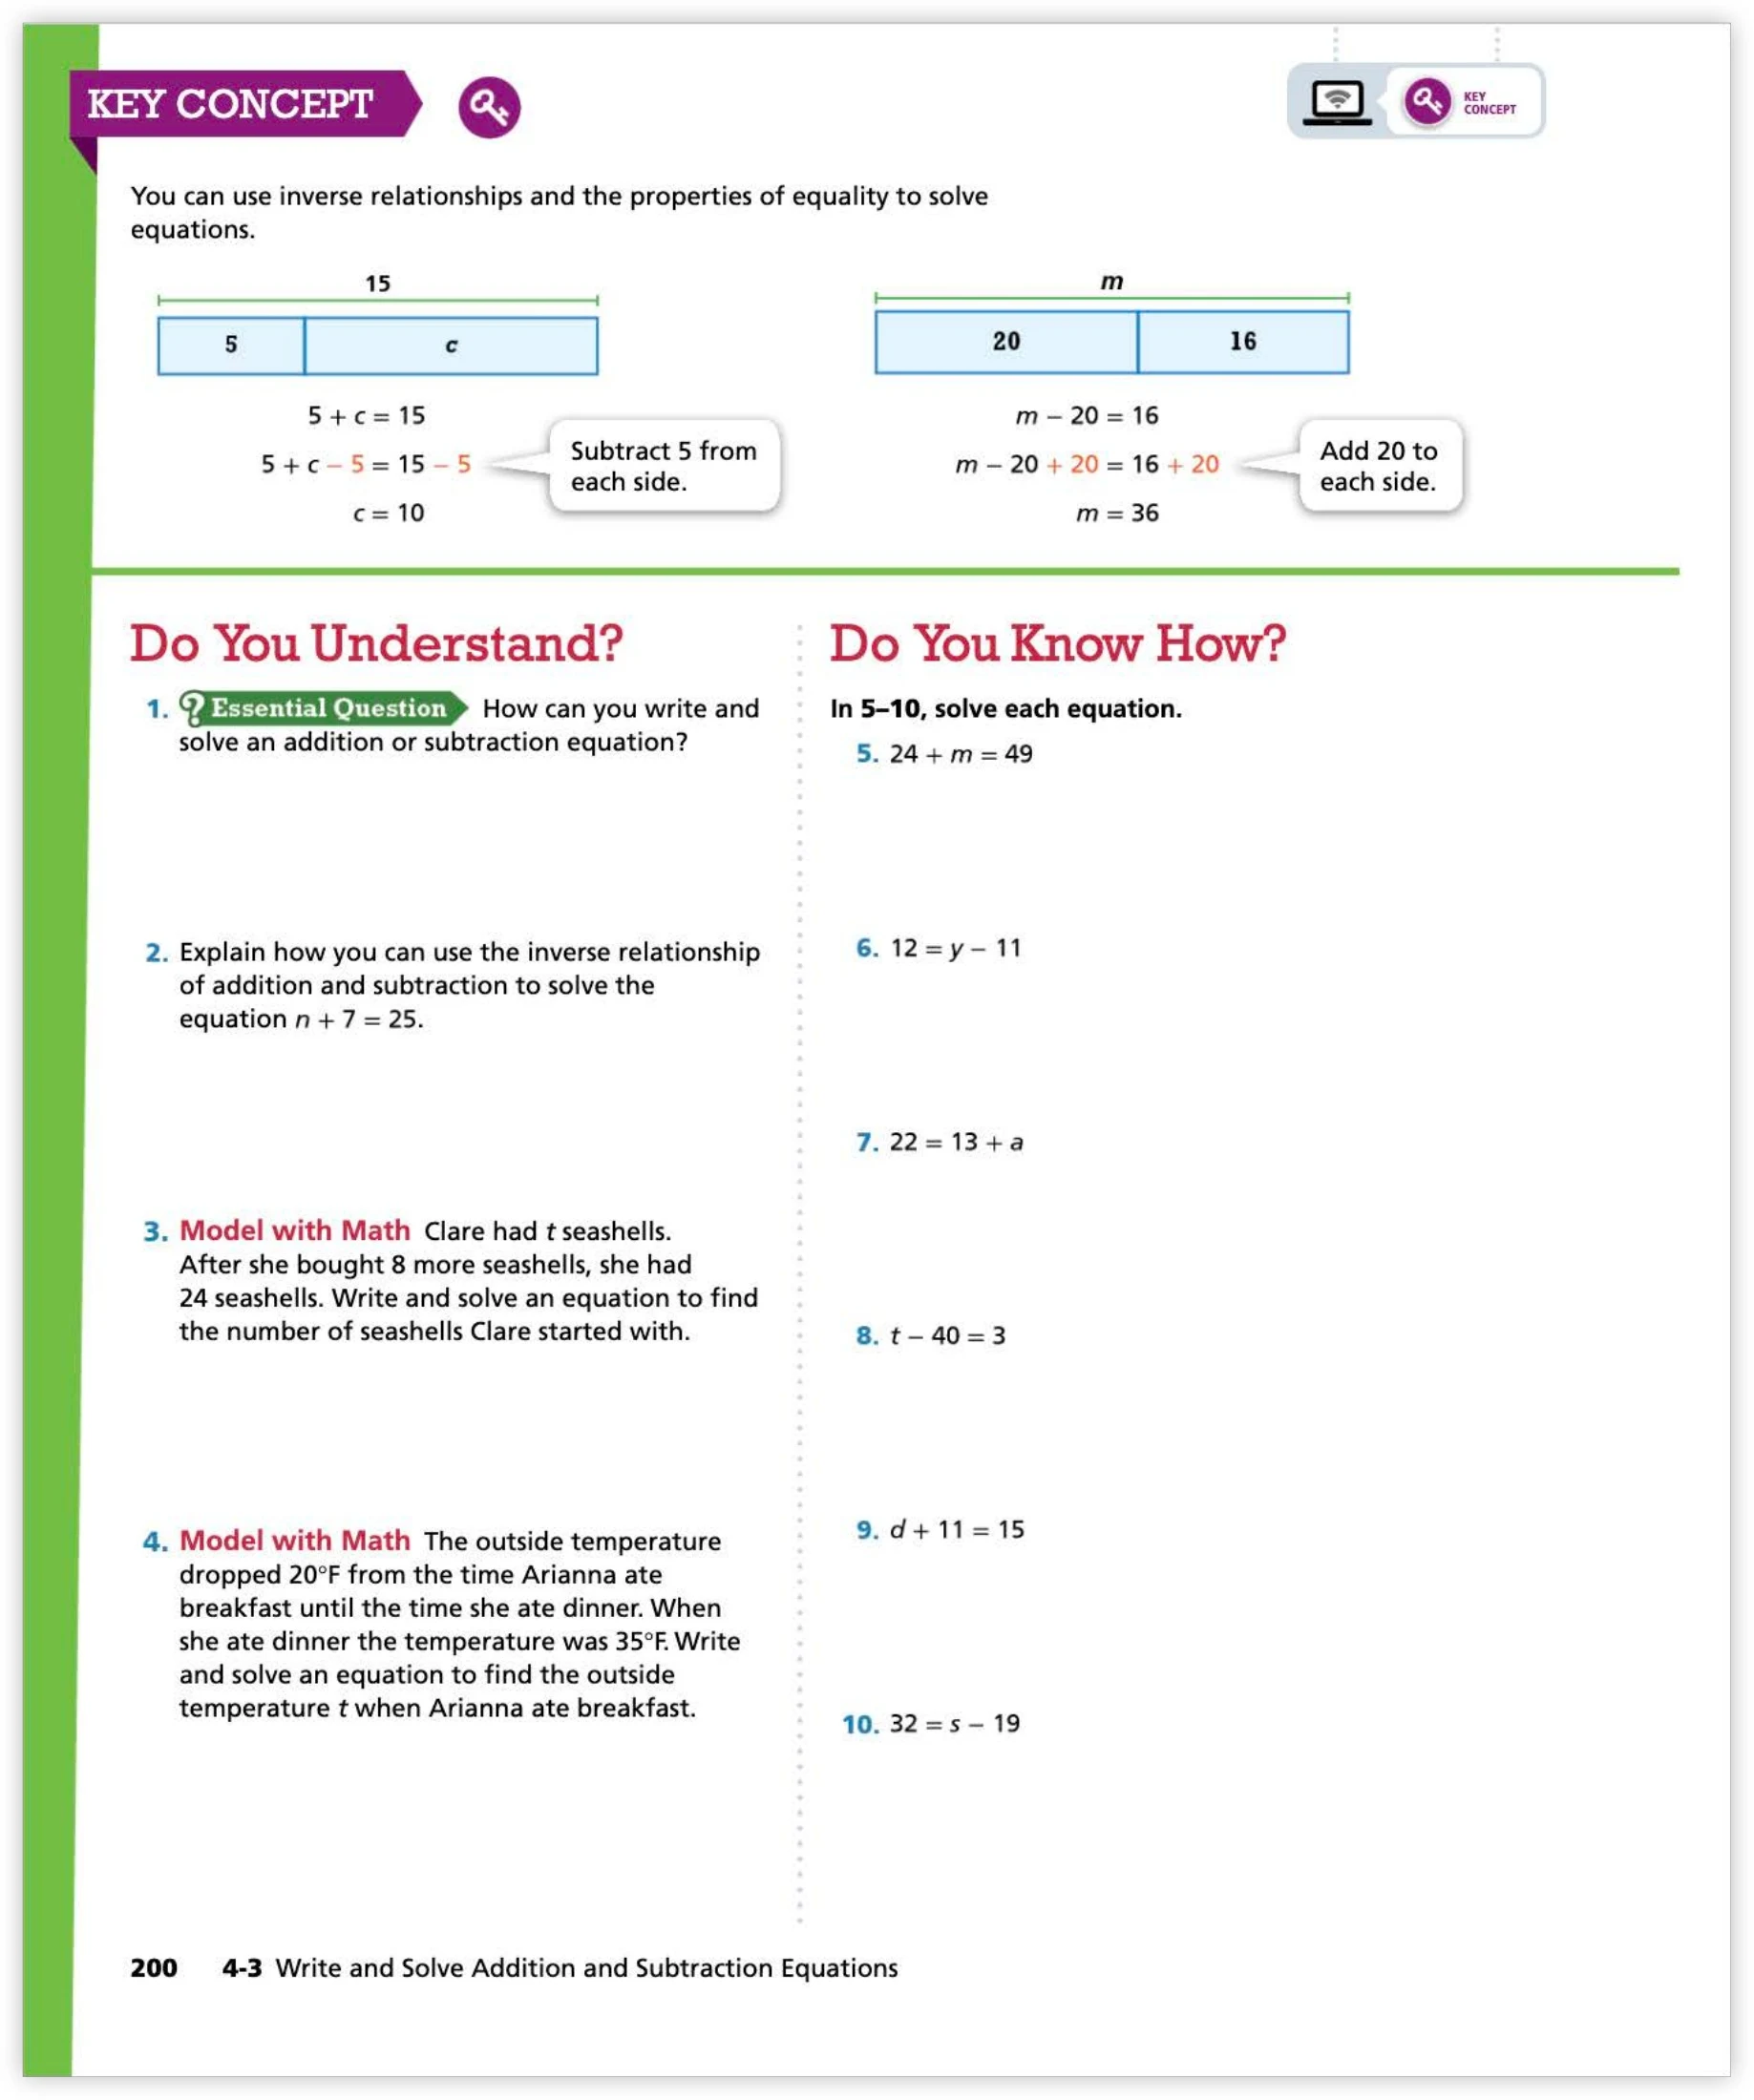 KEY CONCEPT
KEY
CONCEPT
You can use inverse relationships and the properties of equality to solve
equations.
15
5 c
5 + c = 15
5 + c − 5 = 15 − 5
c = 10
Subtract 5 from
each side.
m
20 16
m − 20 = 16
m − 20 + 20 = 16 + 20
m = 36
Add 20 to
each side.
Do You Understand?
1. ? Essential Question How can you write and
solve an addition or subtraction equation?
2. Explain how you can use the inverse relationship
of addition and subtraction to solve the
equation n + 7 = 25.
3. Model with Math Clare had t seashells.
After she bought 8 more seashells, she had
24 seashells. Write and solve an equation to find
the number of seashells Clare started with.
4. Model with Math The outside temperature
dropped 20°F from the time Arianna ate
breakfast until the time she ate dinner. When
she ate dinner the temperature was 35°F. Write
and solve an equation to find the outside
temperature t when Arianna ate breakfast.
Do You Know How?
In 5–10, solve each equation.
5. 24 + m = 49
6. 12 = y − 11
7. 22 = 13 + a
8. t − 40 = 3
9. d + 11 = 15
10. 32 = s − 19
200 4-3 Write and Solve Addition and Subtraction Equations